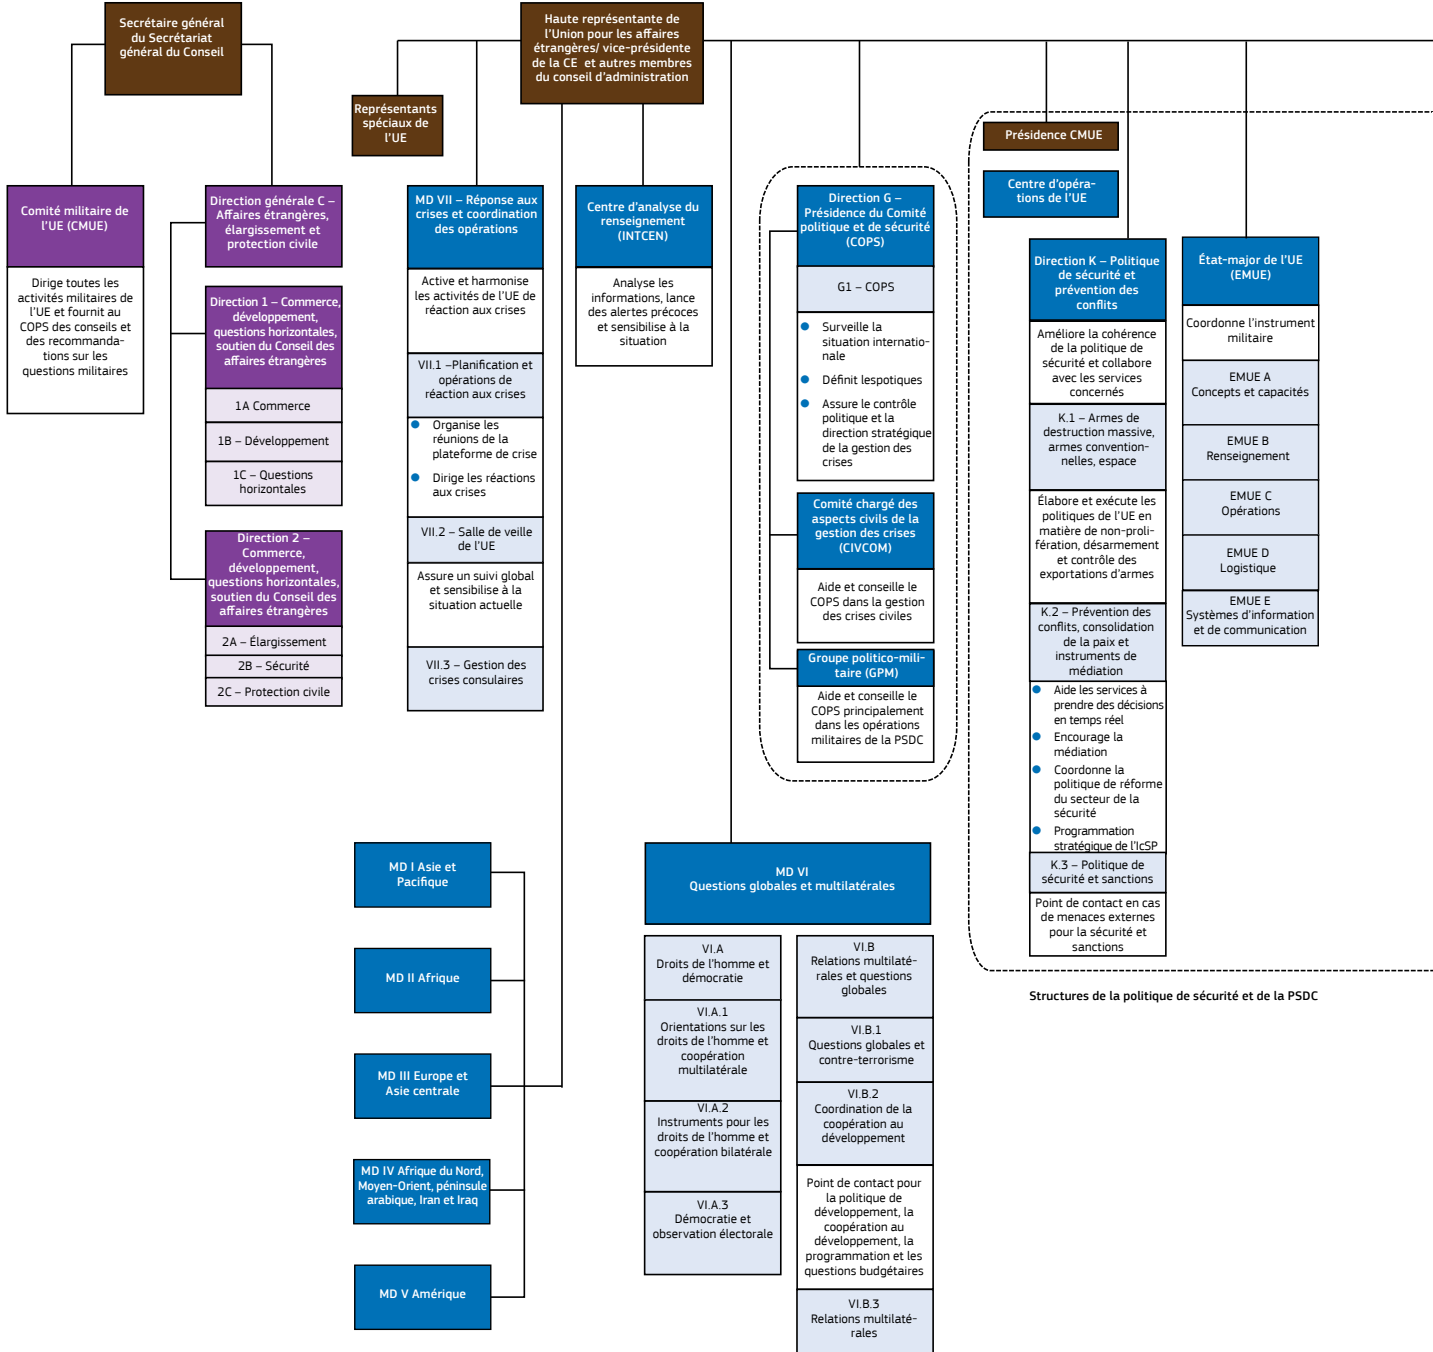 Secrétaire général
du Secrétariat
général du Conseil
Haute représentante de
l'Union pour les affaires
étrangères/ vice-présidente
de la CE et autres membres
du conseil d'administration
Représentants
spéciaux de
l'UE
Comité militaire de
l'UE (CMUE)
Dirige toutes les
activités militaires de
l'UE et fournit au
COPS des conseils et
des recommanda-
tions sur les
questions militaires
Direction générale C –
Affaires étrangères,
élargissement et
protection civile
Direction 1 – Commerce,
développement,
questions horizontales,
soutien du Conseil des
affaires étrangères
1A Commerce
1B – Développement
1C – Questions
horizontales
Direction 2 –
Commerce,
développement,
questions horizontales,
soutien du Conseil des
affaires étrangères
2A – Élargissement
2B – Sécurité
2C – Protection civile
MD VII – Réponse aux
crises et coordination
des opérations
Active et harmonise
les activités de l'UE de
réaction aux crises
VII.1 –Planification et
opérations de
réaction aux crises
Organise les
réunions de la
plateforme de crise
Dirige les réactions
aux crises
VII.2 – Salle de veille
de l'UE
Assure un suivi global
et sensibilise à la
situation actuelle
VII.3 – Gestion des
crises consulaires
Centre d'analyse du
renseignement
(INTCEN)
Analyse les
informations, lance
des alertes précoces
et sensibilise à la
situation
Direction G –
Présidence du Comité
politique et de sécurité
(COPS)
G1 – COPS
Surveille la
situation internatio-
nale
Définit lespotiques
Assure le contrôle
politique et la
direction stratégique
de la gestion des
crises
Comité chargé des
aspects civils de la
gestion des crises
(CIVCOM)
Aide et conseille le
COPS dans la gestion
des crises civiles
Groupe politico-mili-
taire (GPM)
Aide et conseille le
COPS principalement
dans les opérations
militaires de la PSDC
Présidence CMUE
Centre d'opéra-
tions de l'UE
Direction K – Politique
de sécurité et
prévention des
conflits
Améliore la cohérence
de la politique de
sécurité et collabore
avec les services
concernés
K.1 – Armes de
destruction massive,
armes convention-
nelles, espace
Élabore et exécute les
politiques de l'UE en
matière de non-proli-
fération, désarmement
et contrôle des
exportations d'armes
K.2 – Prévention des
conflits, consolidation
de la paix et
instruments de
médiation
Aide les services à
prendre des décisions
en temps réel
Encourage la
médiation
Coordonne la
politique de réforme
du secteur de la
sécurité
Programmation
stratégique de l'IcSP
K.3 – Politique de
sécurité et sanctions
Point de contact en cas
de menaces externes
pour la sécurité et
sanctions
État-major de l'UE
(EMUE)
Coordonne l'instrument
militaire
EMUE A
Concepts et capacités
EMUE B
Renseignement
EMUE C
Opérations
EMUE D
Logistique
EMUE E
Systèmes d'information
et de communication
Structures de la politique de sécurité et de la PSDC
MD I Asie et
Pacifique
MD II Afrique
MD III Europe et
Asie centrale
MD IV Afrique du Nord,
Moyen-Orient, péninsule
arabique, Iran et Iraq
MD V Amérique
MD VI
Questions globales et multilatérales
VI.A
Droits de l'homme et
démocratie
VI.A.1
Orientations sur les
droits de l'homme et
coopération
multilatérale
VI.A.2
Instruments pour les
droits de l'homme et
coopération bilatérale
VI.A.3
Démocratie et
observation électorale
VI.B
Relations multilaté-
rales et questions
globales
VI.B.1
Questions globales et
contre-terrorisme
VI.B.2
Coordination de la
coopération au
développement
Point de contact pour
la politique de
développement, la
coopération au
développement, la
programmation et les
questions budgétaires
VI.B.3
Relations multilaté-
rales